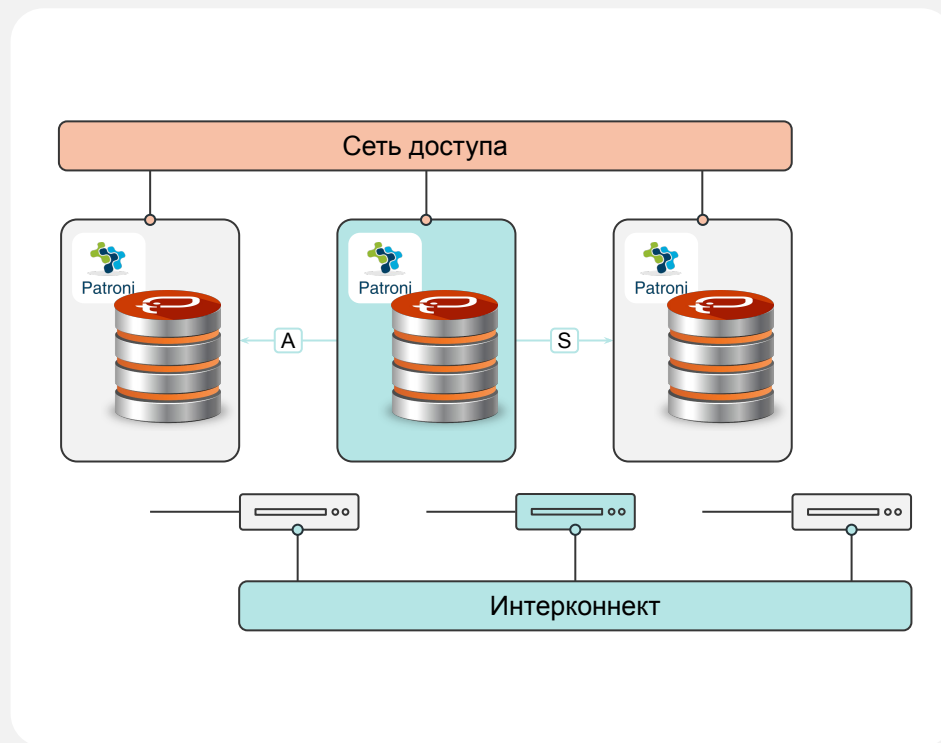 Сеть доступа
Patroni
Patroni
Patroni
A
S
Интерконнект